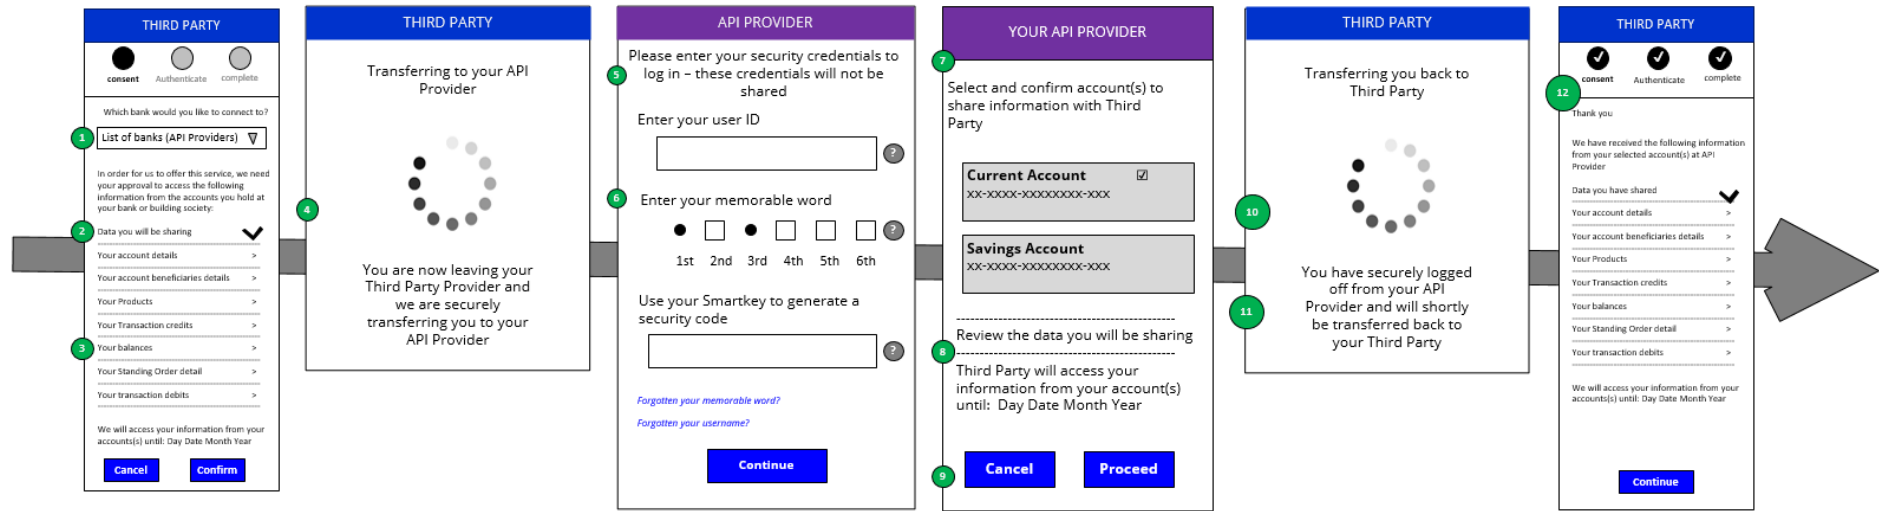 THIRD PARTY
consent
Authenticate
complete
Which bank would you like to connect to?
1
List of banks (API Providers)
In order for us to offer this service, we need
your approval to access the following
information from the accounts you hold at
your bank or building society:
2
Data you will be sharing
Your account details >
Your account beneficiaries details >
Your Products >
Your Transaction credits >
3
Your balances >
Your Standing Order detail >
Your transaction debits >
We will access your information from your
accounts(s) until: Day Date Month Year
Cancel
Confirm
THIRD PARTY
Transferring to your API
Provider
4
You are now leaving your
Third Party Provider and
we are securely
transferring you to your
API Provider
API PROVIDER
Please enter your security credentials to
5
log in – these credentials will not be
shared
Enter your user ID
?
6
Enter your memorable word
?
1st 2nd 3rd 4th 5th 6th
Use your Smartkey to generate a
security code
?
Forgotten your memorable word?
Forgotten your username?
Continue
YOUR API PROVIDER
7
Select and confirm account(s) to
share information with Third
Party
Current Account
xx-xxxx-xxxxxxxx-xxx
Savings Account
xx-xxxx-xxxxxxxx-xxx
Review the data you will be sharing
8
Third Party will access your
information from your account(s)
until: Day Date Month Year
9
Cancel
Proceed
THIRD PARTY
Transferring you back to
Third Party
10
11
You have securely logged
off from your API
Provider and will shortly
be transferred back to
your Third Party
THIRD PARTY
consent
Authenticate
complete
12
Thank you
We have received the following information
from your selected account(s) at API
Provider
Data you have shared
Your account details >
Your account beneficiaries details >
Your Products >
Your Transaction credits >
Your balances >
Your Standing Order detail >
Your transaction debits >
We will access your information from your
accounts(s) until: Day Date Month Year
Continue